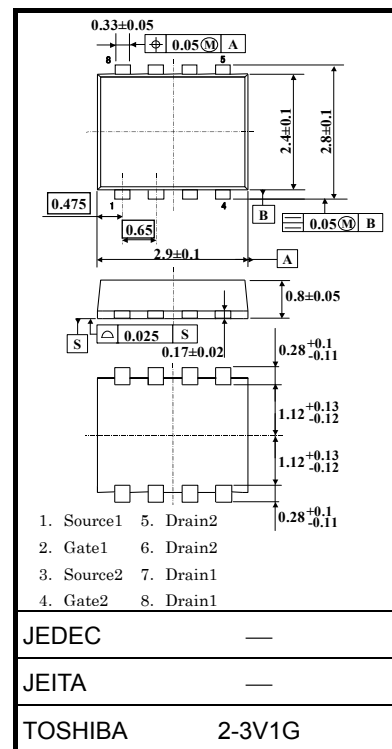 0.33±0.05
⌖ 0.05 Ⓜ A
8 5
2.4±0.1
2.8±0.1
0.475
1 4
B
⌯ 0.05 Ⓜ B
0.65
2.9±0.1
A
0.8±0.05
S
⌓ 0.025 S
0.17±0.02
0.28 +0.1 -0.11
1.12 +0.13 -0.12
1.12 +0.13 -0.12
0.28 +0.1 -0.11
1. Source1 5. Drain2
2. Gate1 6. Drain2
3. Source2 7. Drain1
4. Gate2 8. Drain1
JEDEC —
JEITA —
TOSHIBA 2-3V1G